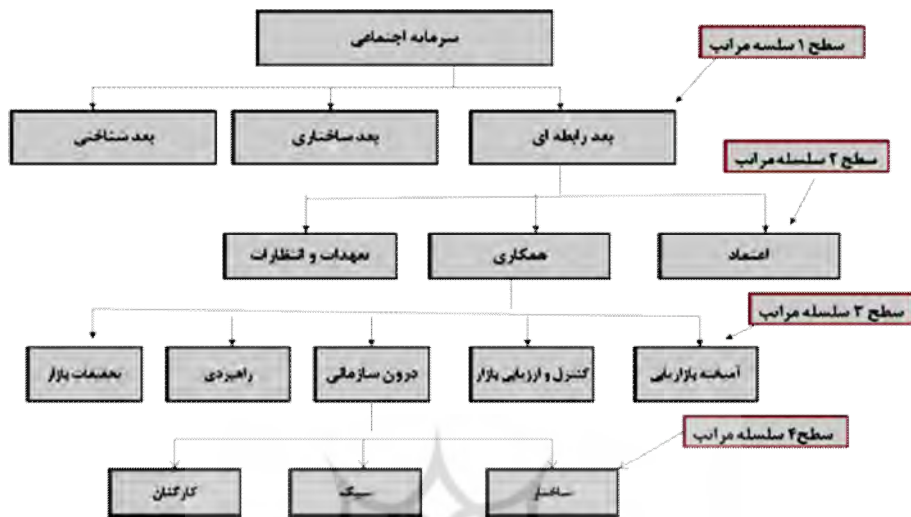 سرمایه اجتماعی
سطح ۱ سلسه مراتب
بعد رابطه ای
بعد ساختاری
بعد شناختی
سطح ۲ سلسله مراتب
اعتماد
همکاری
تعهدات و انتظارات
سطح ۳ سلسله مراتب
آمیخته بازاریابی
کنترل و ارزیابی بازار
درون سازمانی
راهبردی
تحقیقات بازار
سطح۴ سلسله مراتب
ساختار
سبک
کارکنان